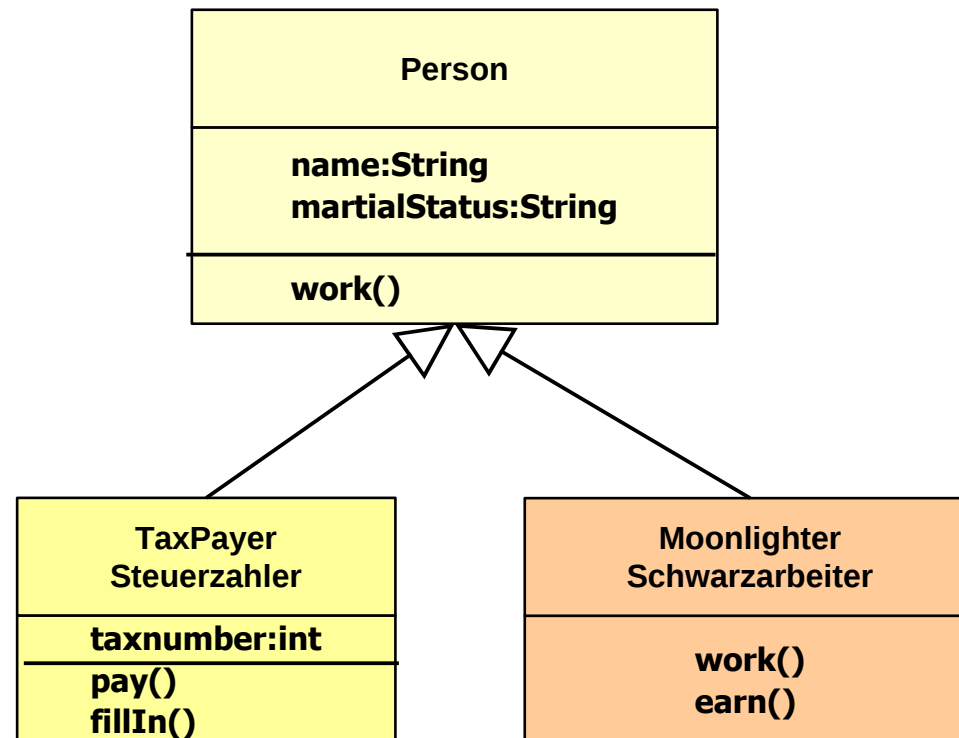 Person
name:String
martialStatus:String
work()
TaxPayer
Steuerzahler
taxnumber:int
pay()
fillIn()
Moonlighter
Schwarzarbeiter
work()
earn()